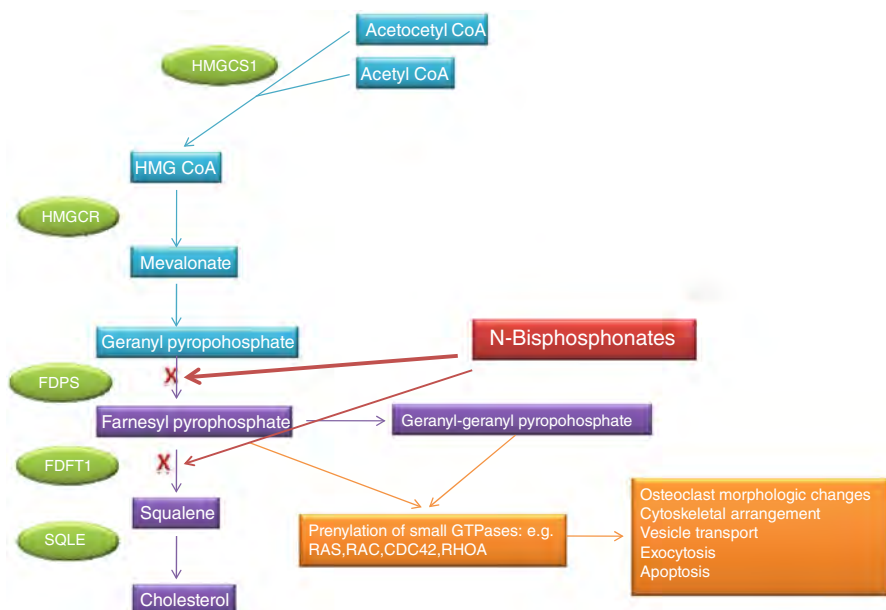 Acetocetyl CoA
HMGCS1
Acetyl CoA
HMG CoA
HMGCR
Mevalonate
Geranyl pyropohosphate
N-Bisphosphonates
X
FDPS
Farnesyl pyrophosphate
Geranyl-geranyl pyropohosphate
FDFT1
X
Squalene
Prenylation of small GTPases: e.g.
RAS,RAC,CDC42,RHOA
Osteoclast morphologic changes
Cytoskeletal arrangement
Vesicle transport
Exocytosis
Apoptosis
SQLE
Cholesterol